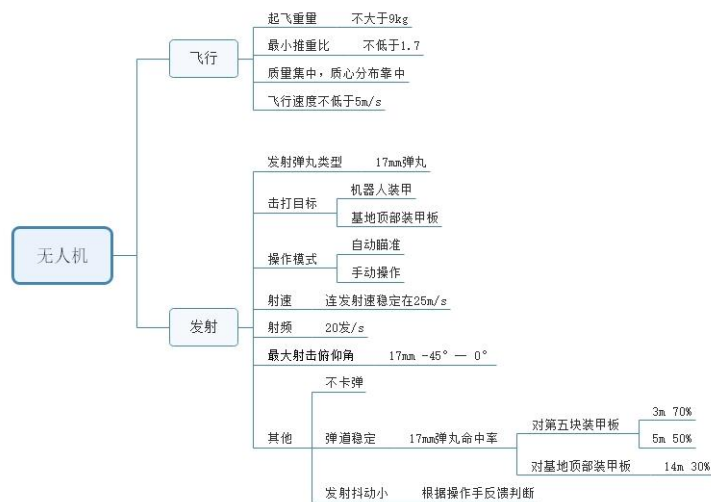 无人机
飞行
起飞重量 不大于9kg
最小推重比 不低于1.7
质量集中，质心分布靠中
飞行速度不低于5m/s
发射
发射弹丸类型 17mm弹丸
击打目标
机器人装甲
基地顶部装甲板
操作模式
自动瞄准
手动操作
射速 连发射速稳定在25m/s
射频 20发/s
最大射击俯仰角 17mm -45° — 0°
其他
不卡弹
弹道稳定 17mm弹丸命中率
对第五块装甲板
3m 70%
5m 50%
对基地顶部装甲板 14m 30%
发射抖动小 根据操作手反馈判断